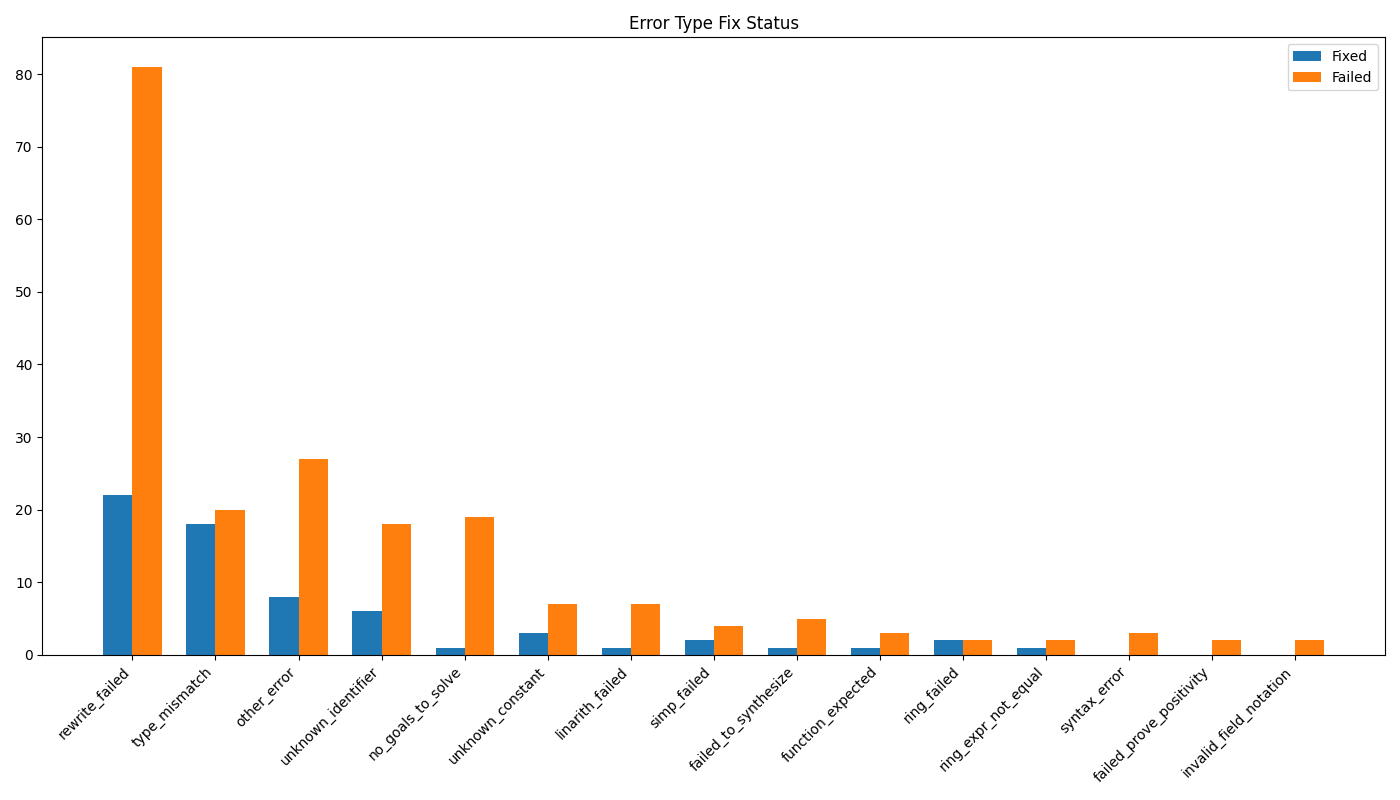 Error Type Fix Status
Fixed
Failed
80
70
60
50
40
30
20
10
0
rewrite_failed
type_mismatch
other_error
unknown_identifier
no_goals_to_solve
unknown_constant
linarith_failed
simp_failed
failed_to_synthesize
function_expected
ring_failed
ring_expr_not_equal
syntax_error
failed_prove_positivity
invalid_field_notation